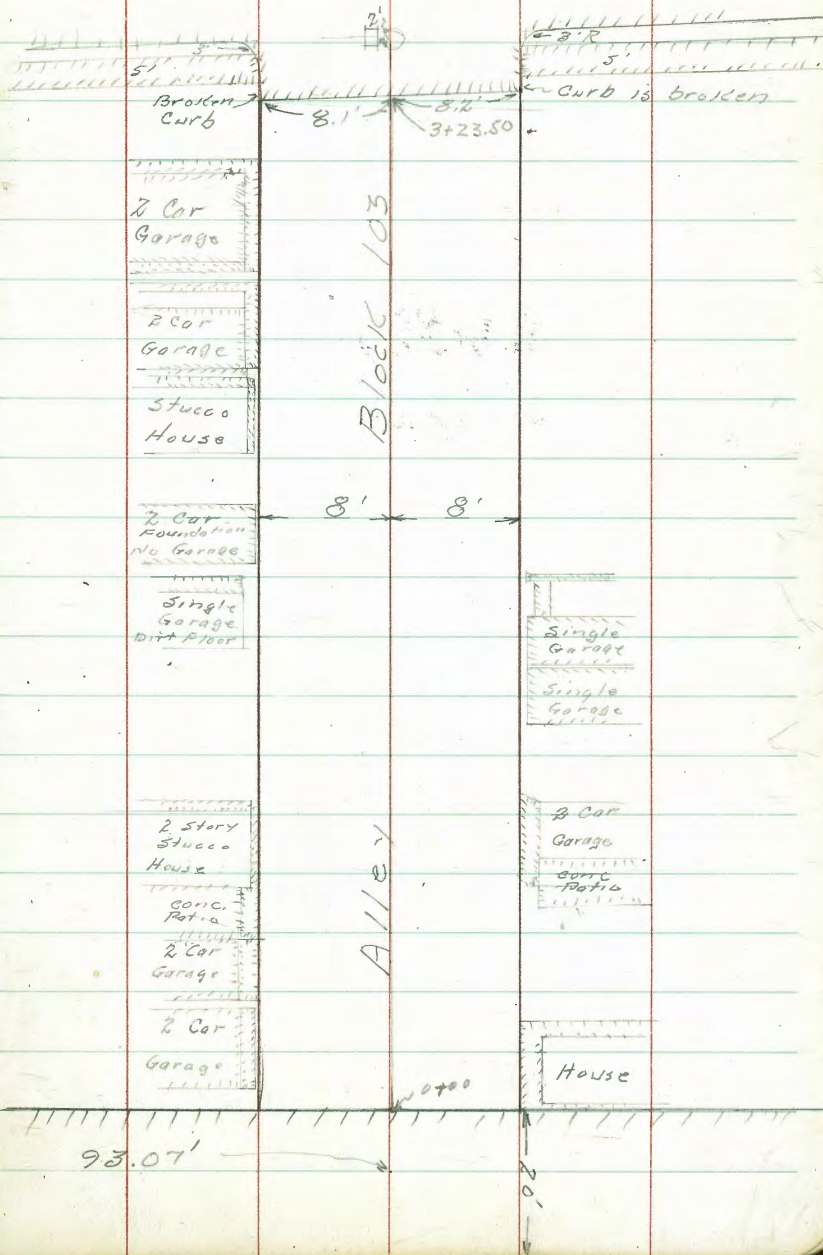 2'
3'
3'R
5'
5'
Broken
Curb
8.1'
8.2'
3+23.50
Curb is broken
2 Car
Garage
Block 103
2 Car
Garage
Stucco
House
8'
8'
2 Car
Foundation
No Garage
Single
Garage
Dirt Floor
Single
Garage
Single
Garage
2 Story
Stucco
House
2 Car
Garage
conc
Patio
conc.
Patio
Alley
2 Car
Garage
2 Car
Garage
House
0+00
93.07'
20'